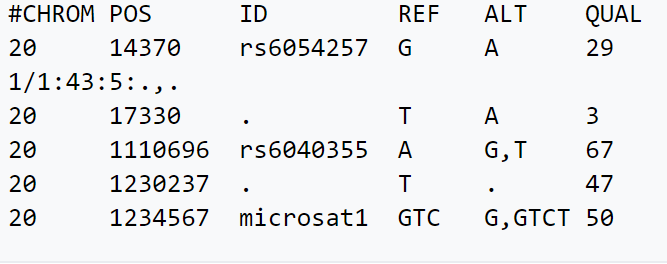 #CHROM POS ID REF ALT QUAL
20 14370 rs6054257 G A 29
1/1:43:5:.,.
20 17330 . T A 3
20 1110696 rs6040355 A G,T 67
20 1230237 . T . 47
20 1234567 microsat1 GTC G,GTCT 50